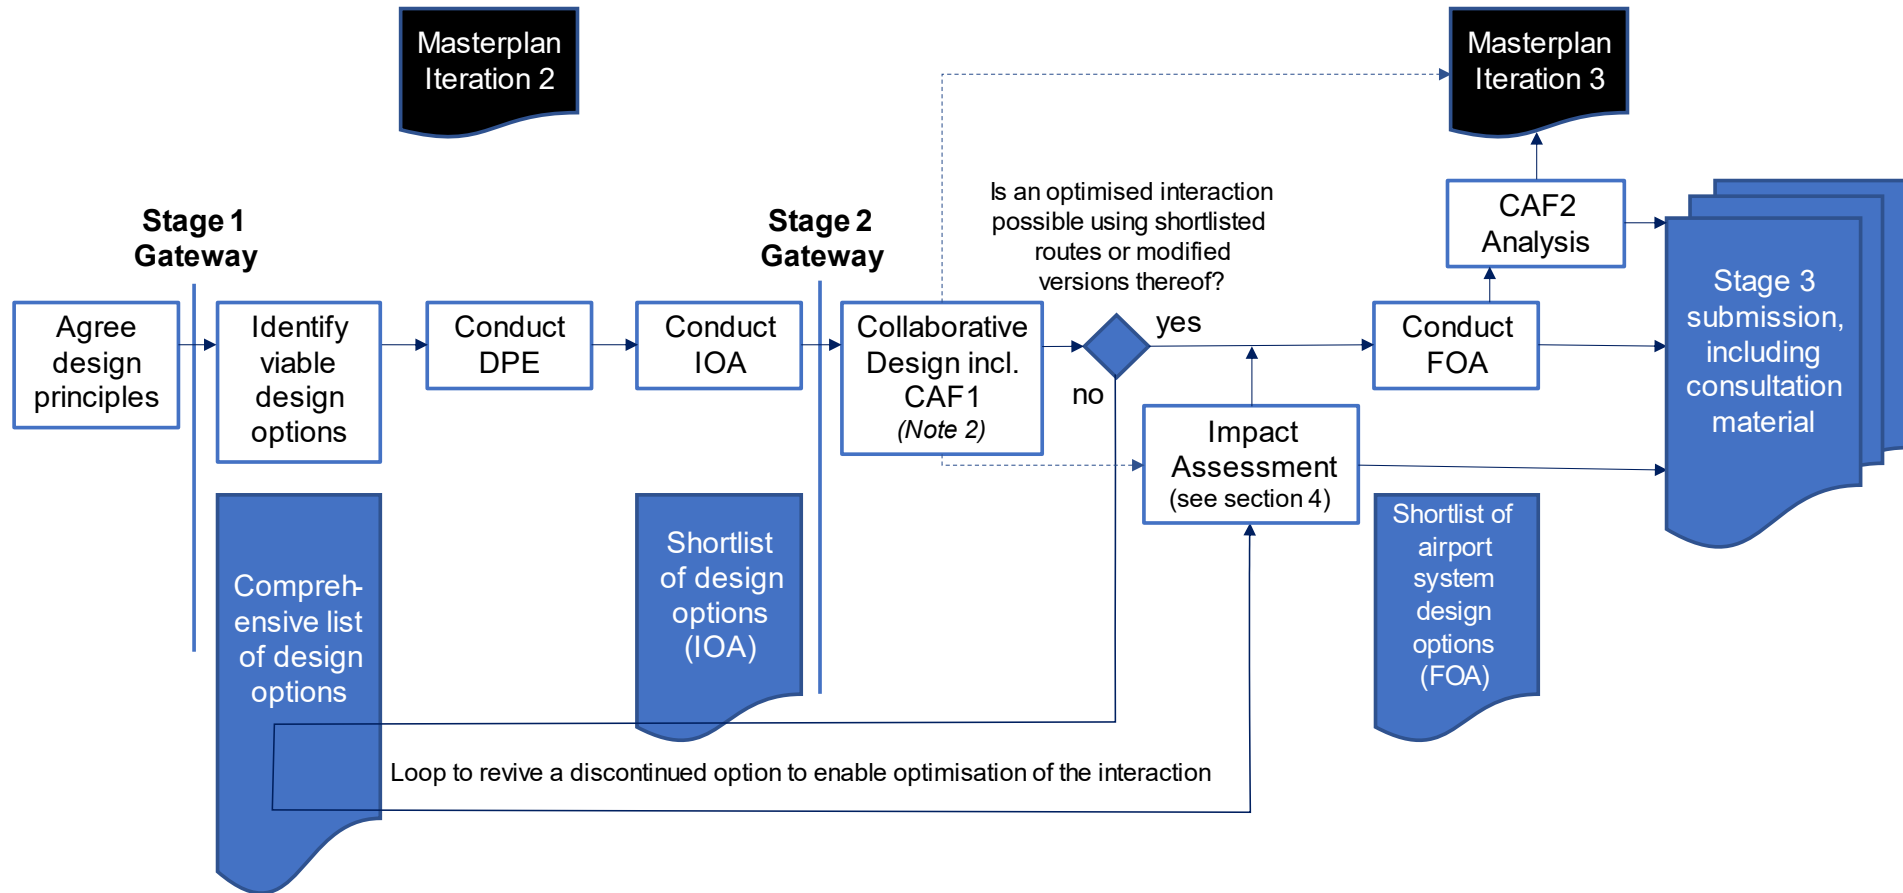 Masterplan
Iteration 2
Masterplan
Iteration 3
Stage 1
Gateway
Stage 2
Gateway
Is an optimised interaction
possible using shortlisted
routes or modified
versions thereof?
CAF2
Analysis
Agree
design
principles
Identify
viable
design
options
Conduct
DPE
Conduct
IOA
Collaborative
Design incl.
CAF1
(Note 2)
yes
no
Conduct
FOA
Impact
Assessment
(see section 4)
Stage 3
submission,
including
consultation
material
Compreh-
ensive list
of design
options
Shortlist
of design
options
(IOA)
Shortlist of
airport
system
design
options
(FOA)
Loop to revive a discontinued option to enable optimisation of the interaction